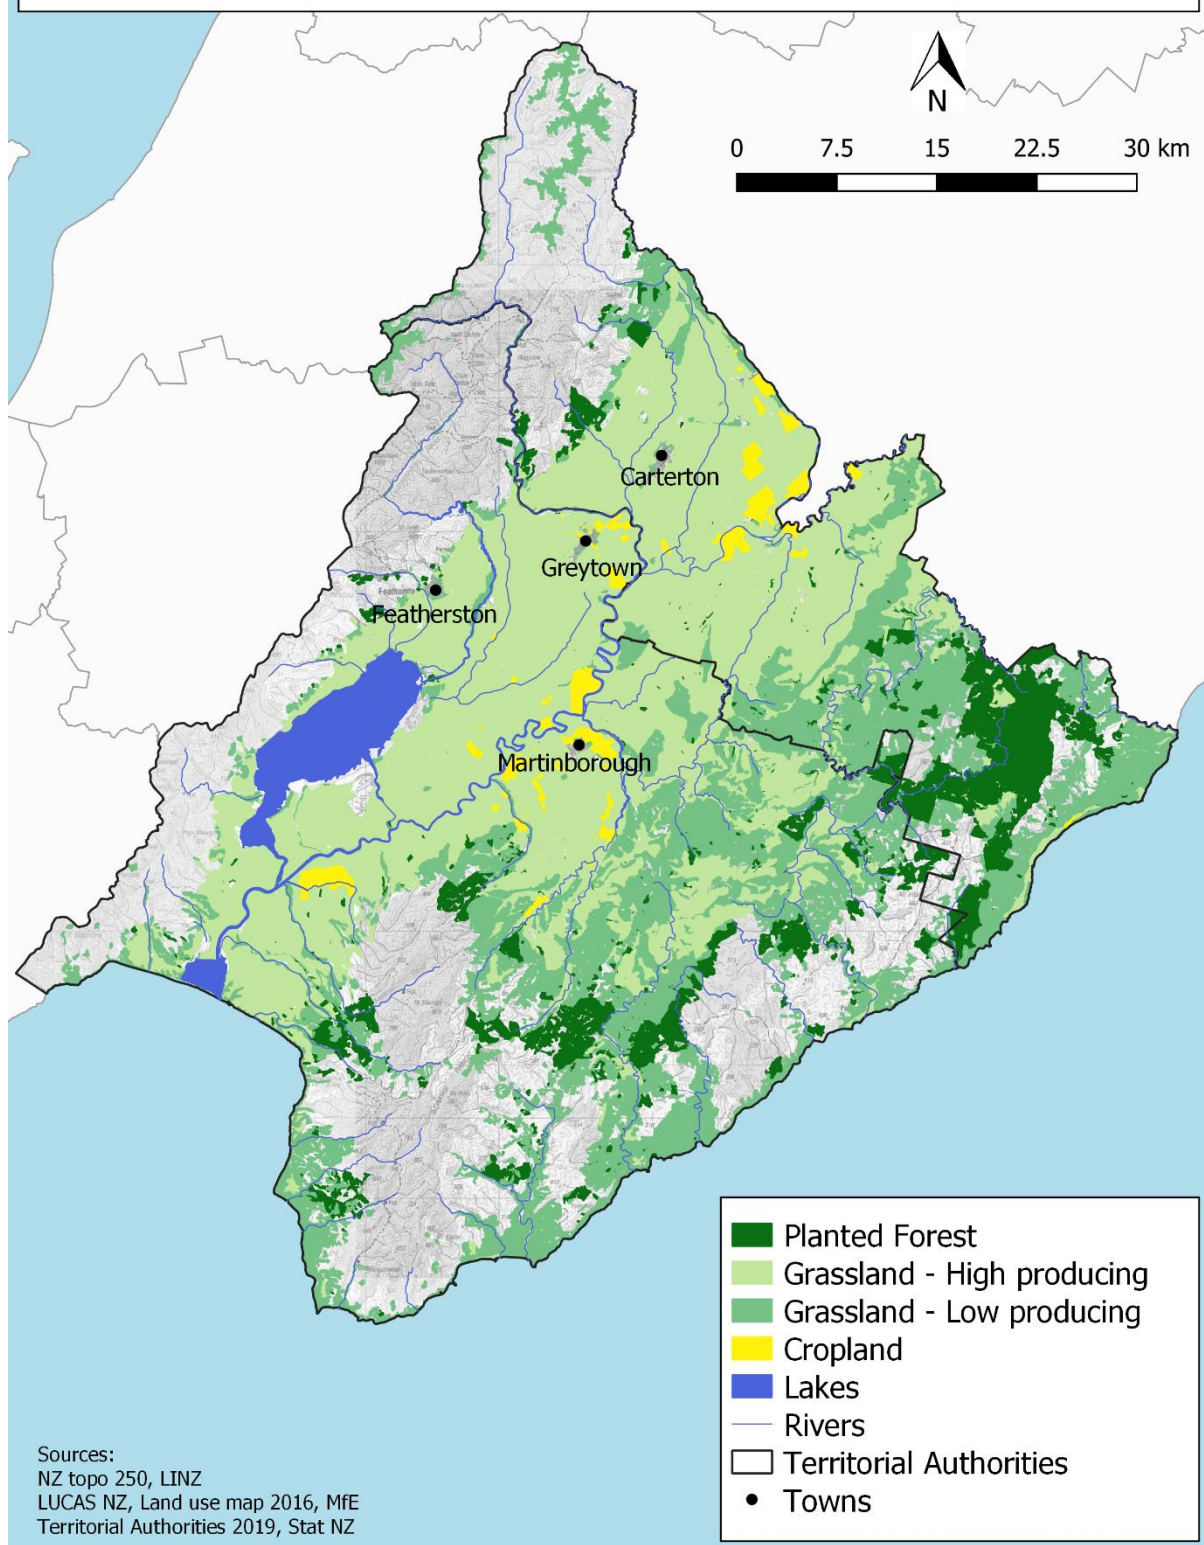 N
0 7.5 15 22.5 30 km
Carterton
Greytown
Featherston
Martinborough
Planted Forest
Grassland - High producing
Grassland - Low producing
Cropland
Lakes
Rivers
Territorial Authorities
Towns
Sources:
NZ topo 250, LINZ
LUCAS NZ, Land use map 2016, MfE
Territorial Authorities 2019, Stat NZ